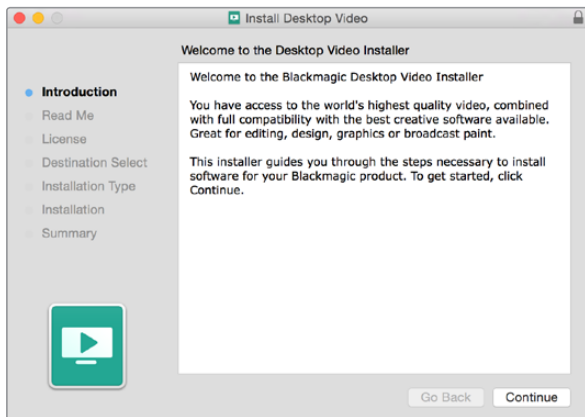 Install Desktop Video
Welcome to the Desktop Video Installer
Introduction
Read Me
License
Destination Select
Installation Type
Installation
Summary
Welcome to the Blackmagic Desktop Video Installer
You have access to the world's highest quality video, combined
with full compatibility with the best creative software available.
Great for editing, design, graphics or broadcast paint.
This installer guides you through the steps necessary to install
software for your Blackmagic product. To get started, click
Continue.
Go Back
Continue